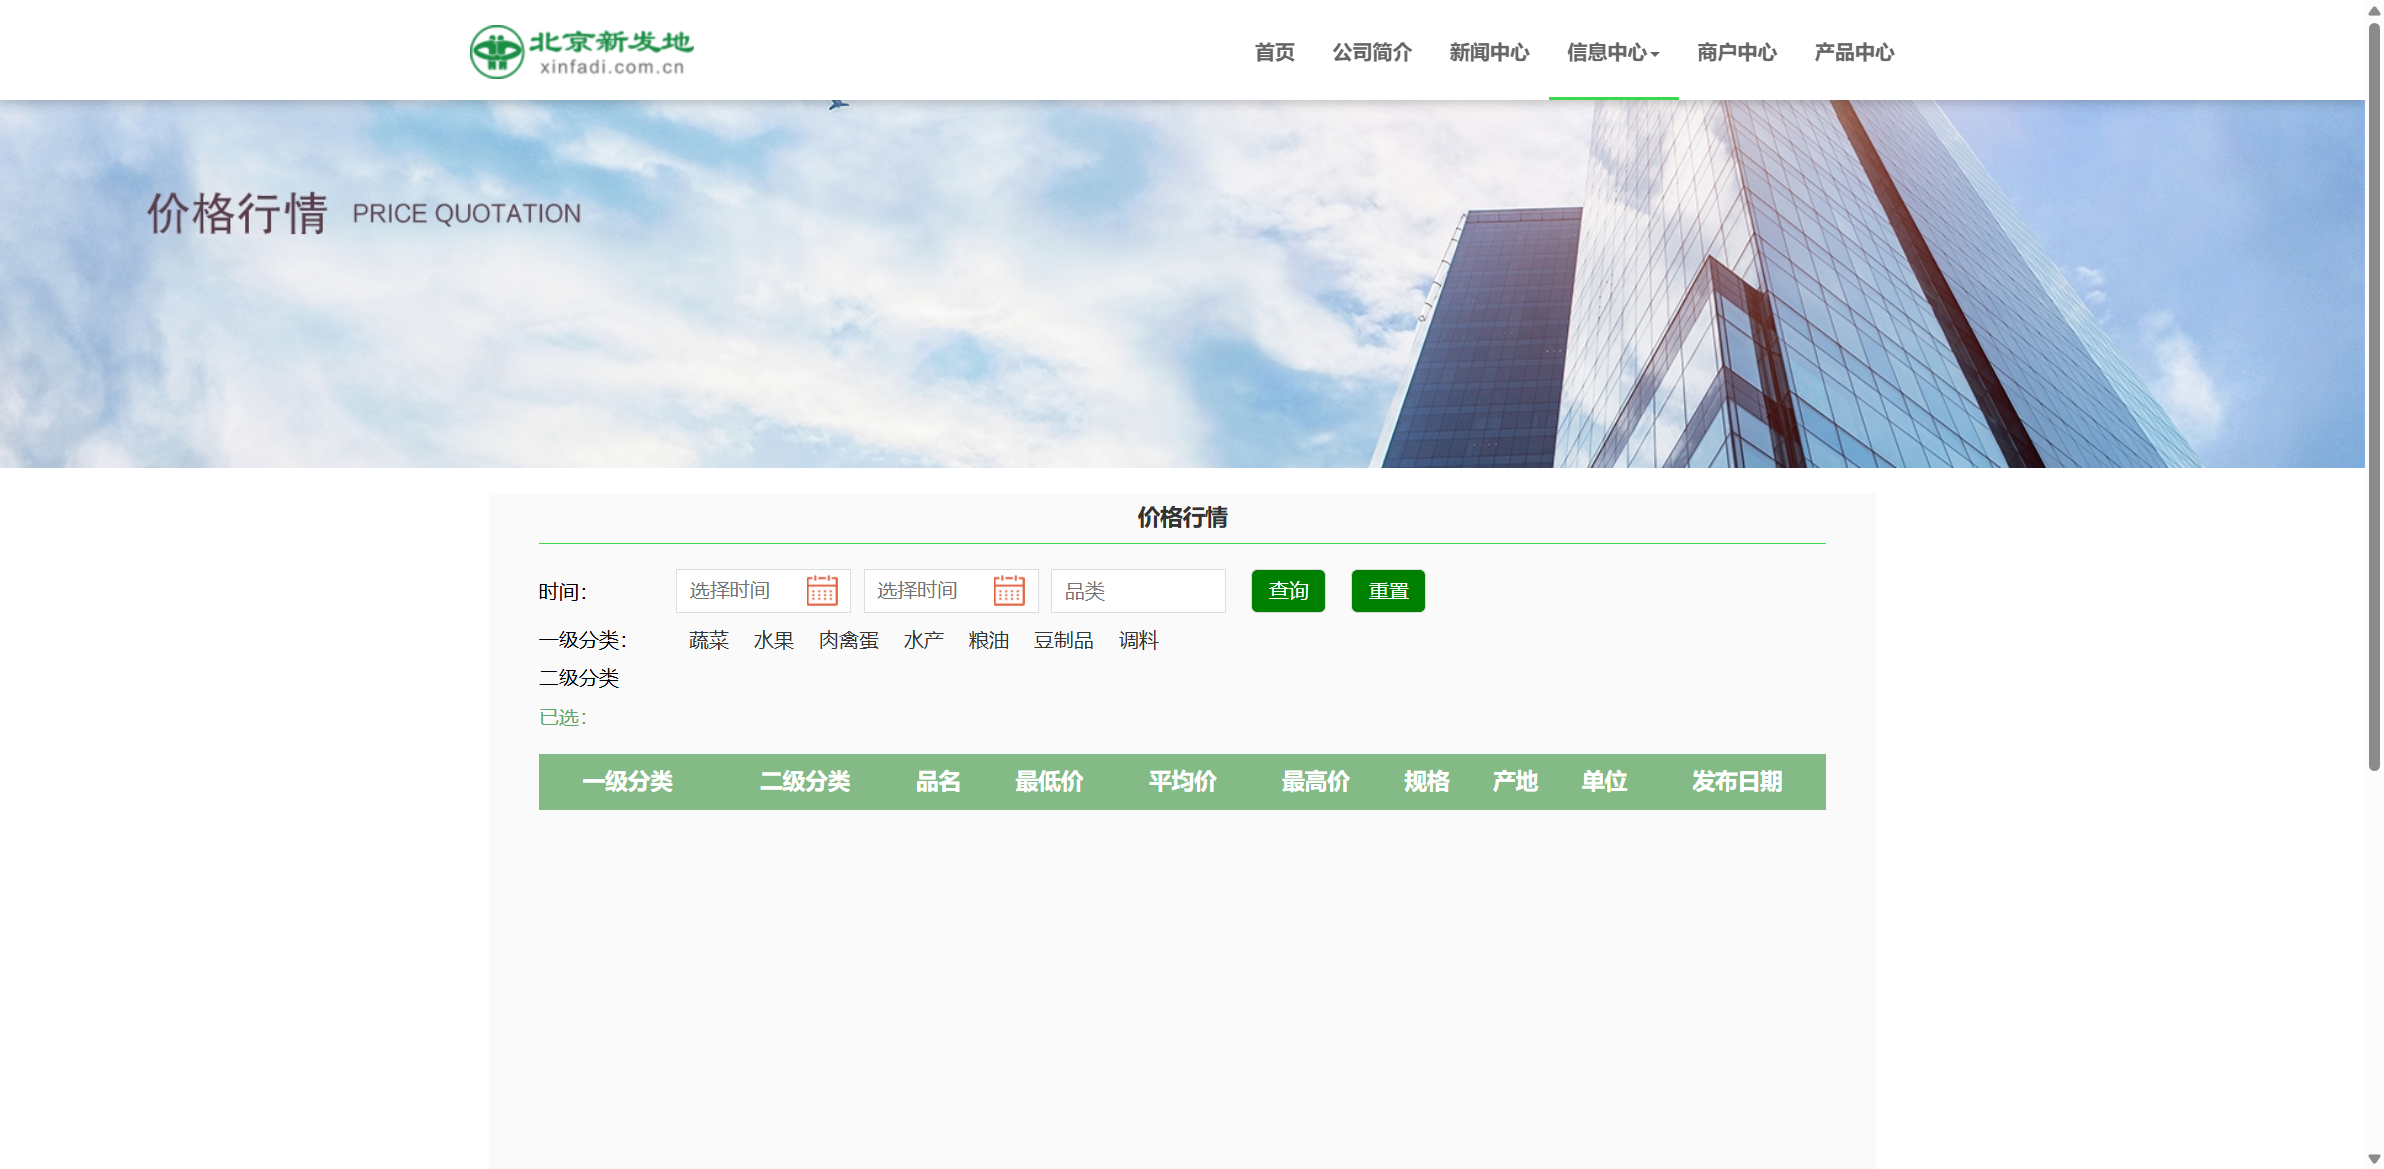 北京新发地
xinfadi.com.cn
首页 公司简介 新闻中心 信息中心 商户中心 产品中心
价格行情 PRICE QUOTATION
价格行情
时间： 选择时间 选择时间 品类 查询 重置
一级分类： 蔬菜 水果 肉禽蛋 水产 粮油 豆制品 调料
二级分类
已选：
一级分类 二级分类 品名 最低价 平均价 最高价 规格 产地 单位 发布日期